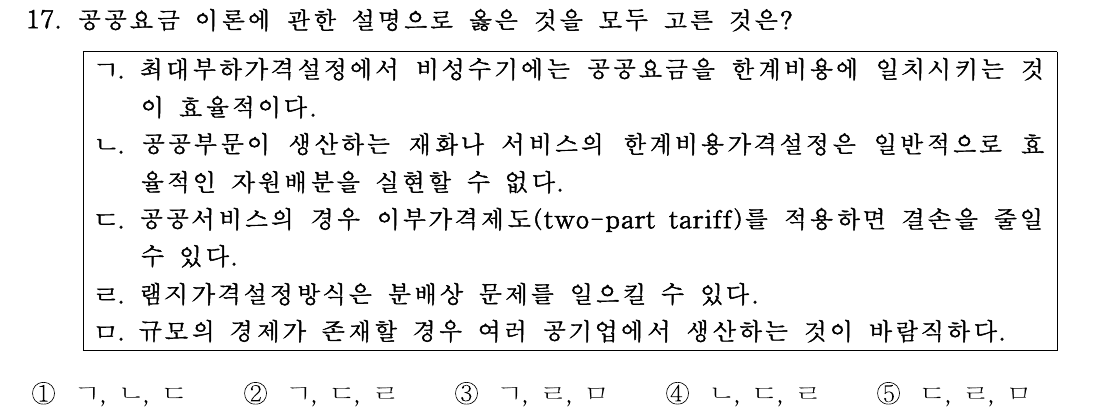 17. 공공요금 이론에 관한 설명으로 옳은 것을 모두 고른 것은?
ㄱ. 최대부하가격설정에서 비성수기에는 공공요금을 한계비용에 일치시키는 것
이 효율적이다.
ㄴ. 공공부문이 생산하는 재화나 서비스의 한계비용가격설정은 일반적으로 효
율적인 자원배분을 실현할 수 없다.
ㄷ. 공공서비스의 경우 이부가격제도(two-part tariff)를 적용하면 결손을 줄일
수 있다.
ㄹ. 램지가격설정방식은 분배상 문제를 일으킬 수 있다.
ㅁ. 규모의 경제가 존재할 경우 여러 공기업에서 생산하는 것이 바람직하다.
① ㄱ, ㄴ, ㄷ ② ㄱ, ㄷ, ㄹ ③ ㄱ, ㄹ, ㅁ ④ ㄴ, ㄷ, ㄹ ⑤ ㄷ, ㄹ, ㅁ